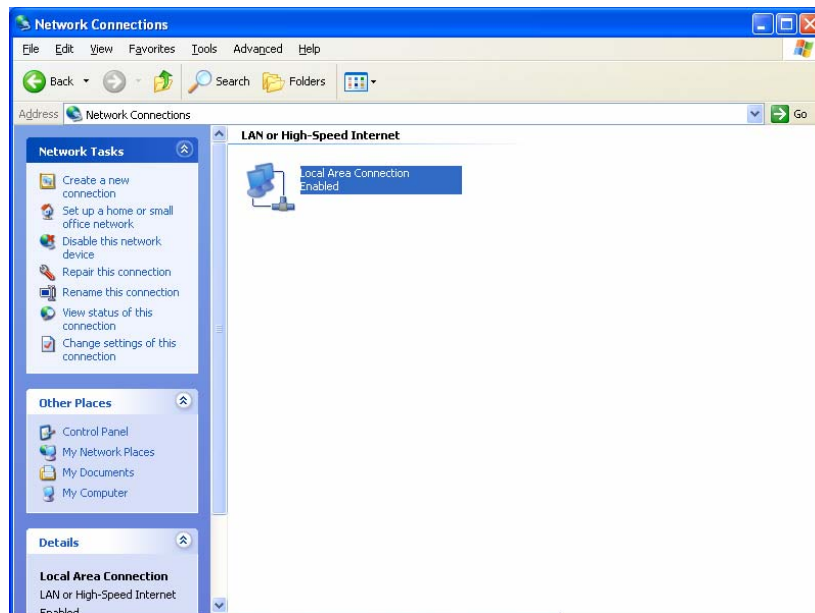 Network Connections
File Edit View Favorites Tools Advanced Help
Back Search Folders
Address Network Connections Go
Network Tasks
Create a new
connection
Set up a home or small
office network
Disable this network
device
Repair this connection
Rename this connection
View status of this
connection
Change settings of this
connection
Other Places
Control Panel
My Network Places
My Documents
My Computer
Details
Local Area Connection
LAN or High-Speed Internet
Enabled
LAN or High-Speed Internet
Local Area Connection
Enabled